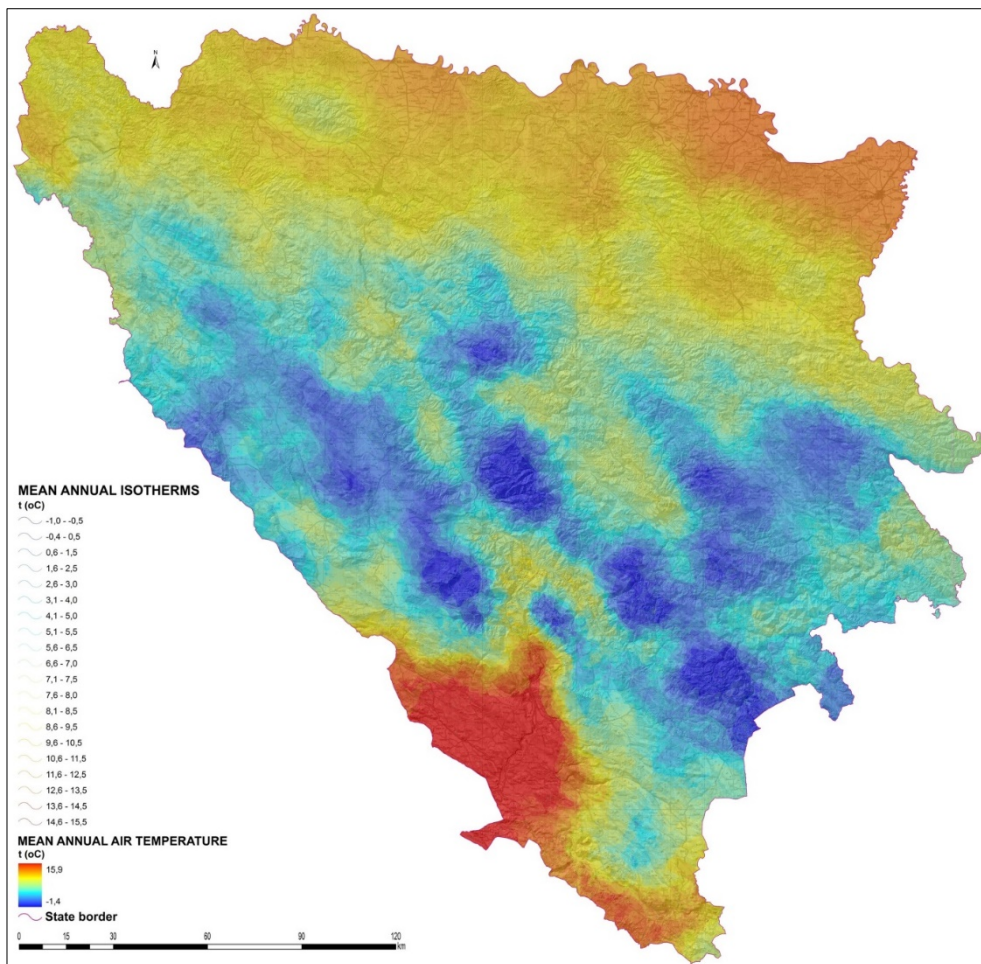 N
MEAN ANNUAL ISOTHERMS
t (oC)
-1,0 - -0,5
-0,4 - 0,5
0,6 - 1,5
1,6 - 2,5
2,6 - 3,0
3,1 - 4,0
4,1 - 5,0
5,1 - 5,5
5,6 - 6,5
6,6 - 7,0
7,1 - 7,5
7,6 - 8,0
8,1 - 8,5
8,6 - 9,5
9,6 - 10,5
10,6 - 11,5
11,6 - 12,5
12,6 - 13,5
13,6 - 14,5
14,6 - 15,5
MEAN ANNUAL AIR TEMPERATURE
t (oC)
15,9
-1,4
State border
0 15 30 60 90 120
km